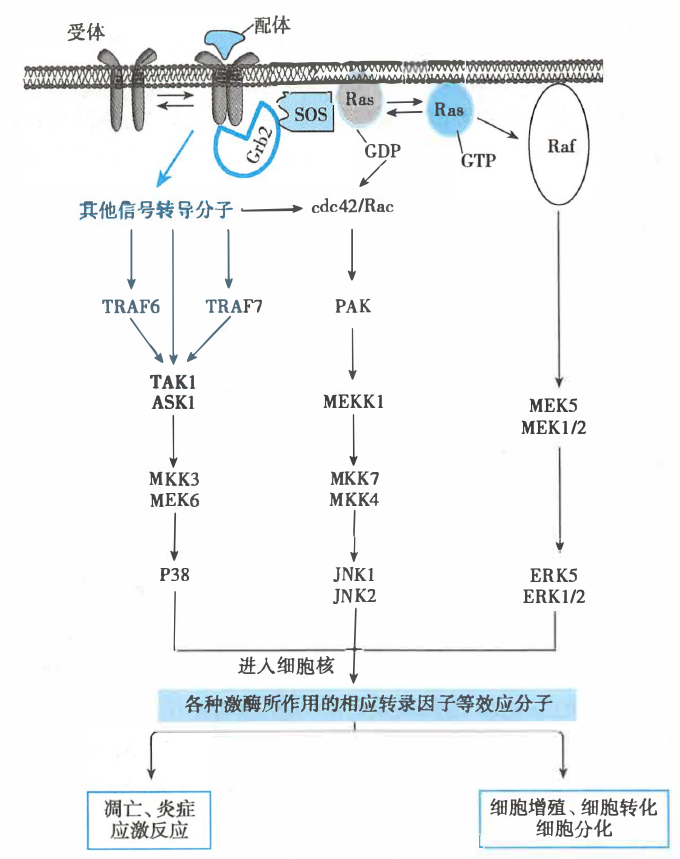 受体
配体
SOS
Ras
Ras
Grb2
GDP
GTP
Raf
其他信号转导分子
cdc42/Rac
TRAF6
TRAF7
PAK
TAK1
ASK1
MEKK1
MEK5
MEK1/2
MKK3
MEK6
MKK7
MKK4
P38
JNK1
JNK2
ERK5
ERK1/2
进入细胞核
各种激酶所作用的相应转录因子等效应分子
凋亡、炎症
应激反应
细胞增殖、细胞转化
细胞分化